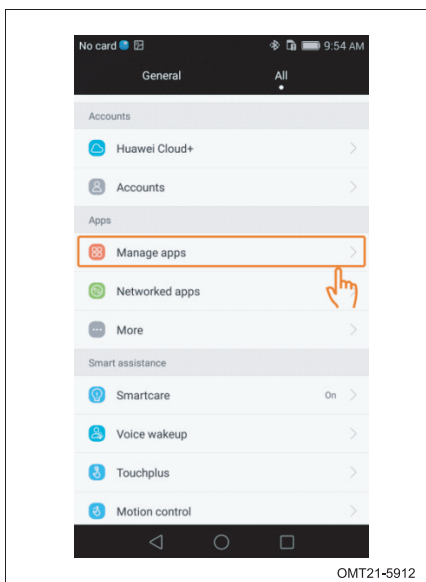 No card 9:54 AM
General All
Accounts
Huawei Cloud+
Accounts
Apps
Manage apps
Networked apps
More
Smart assistance
Smartcare On
Voice wakeup
Touchplus
Motion control
OMT21-5912